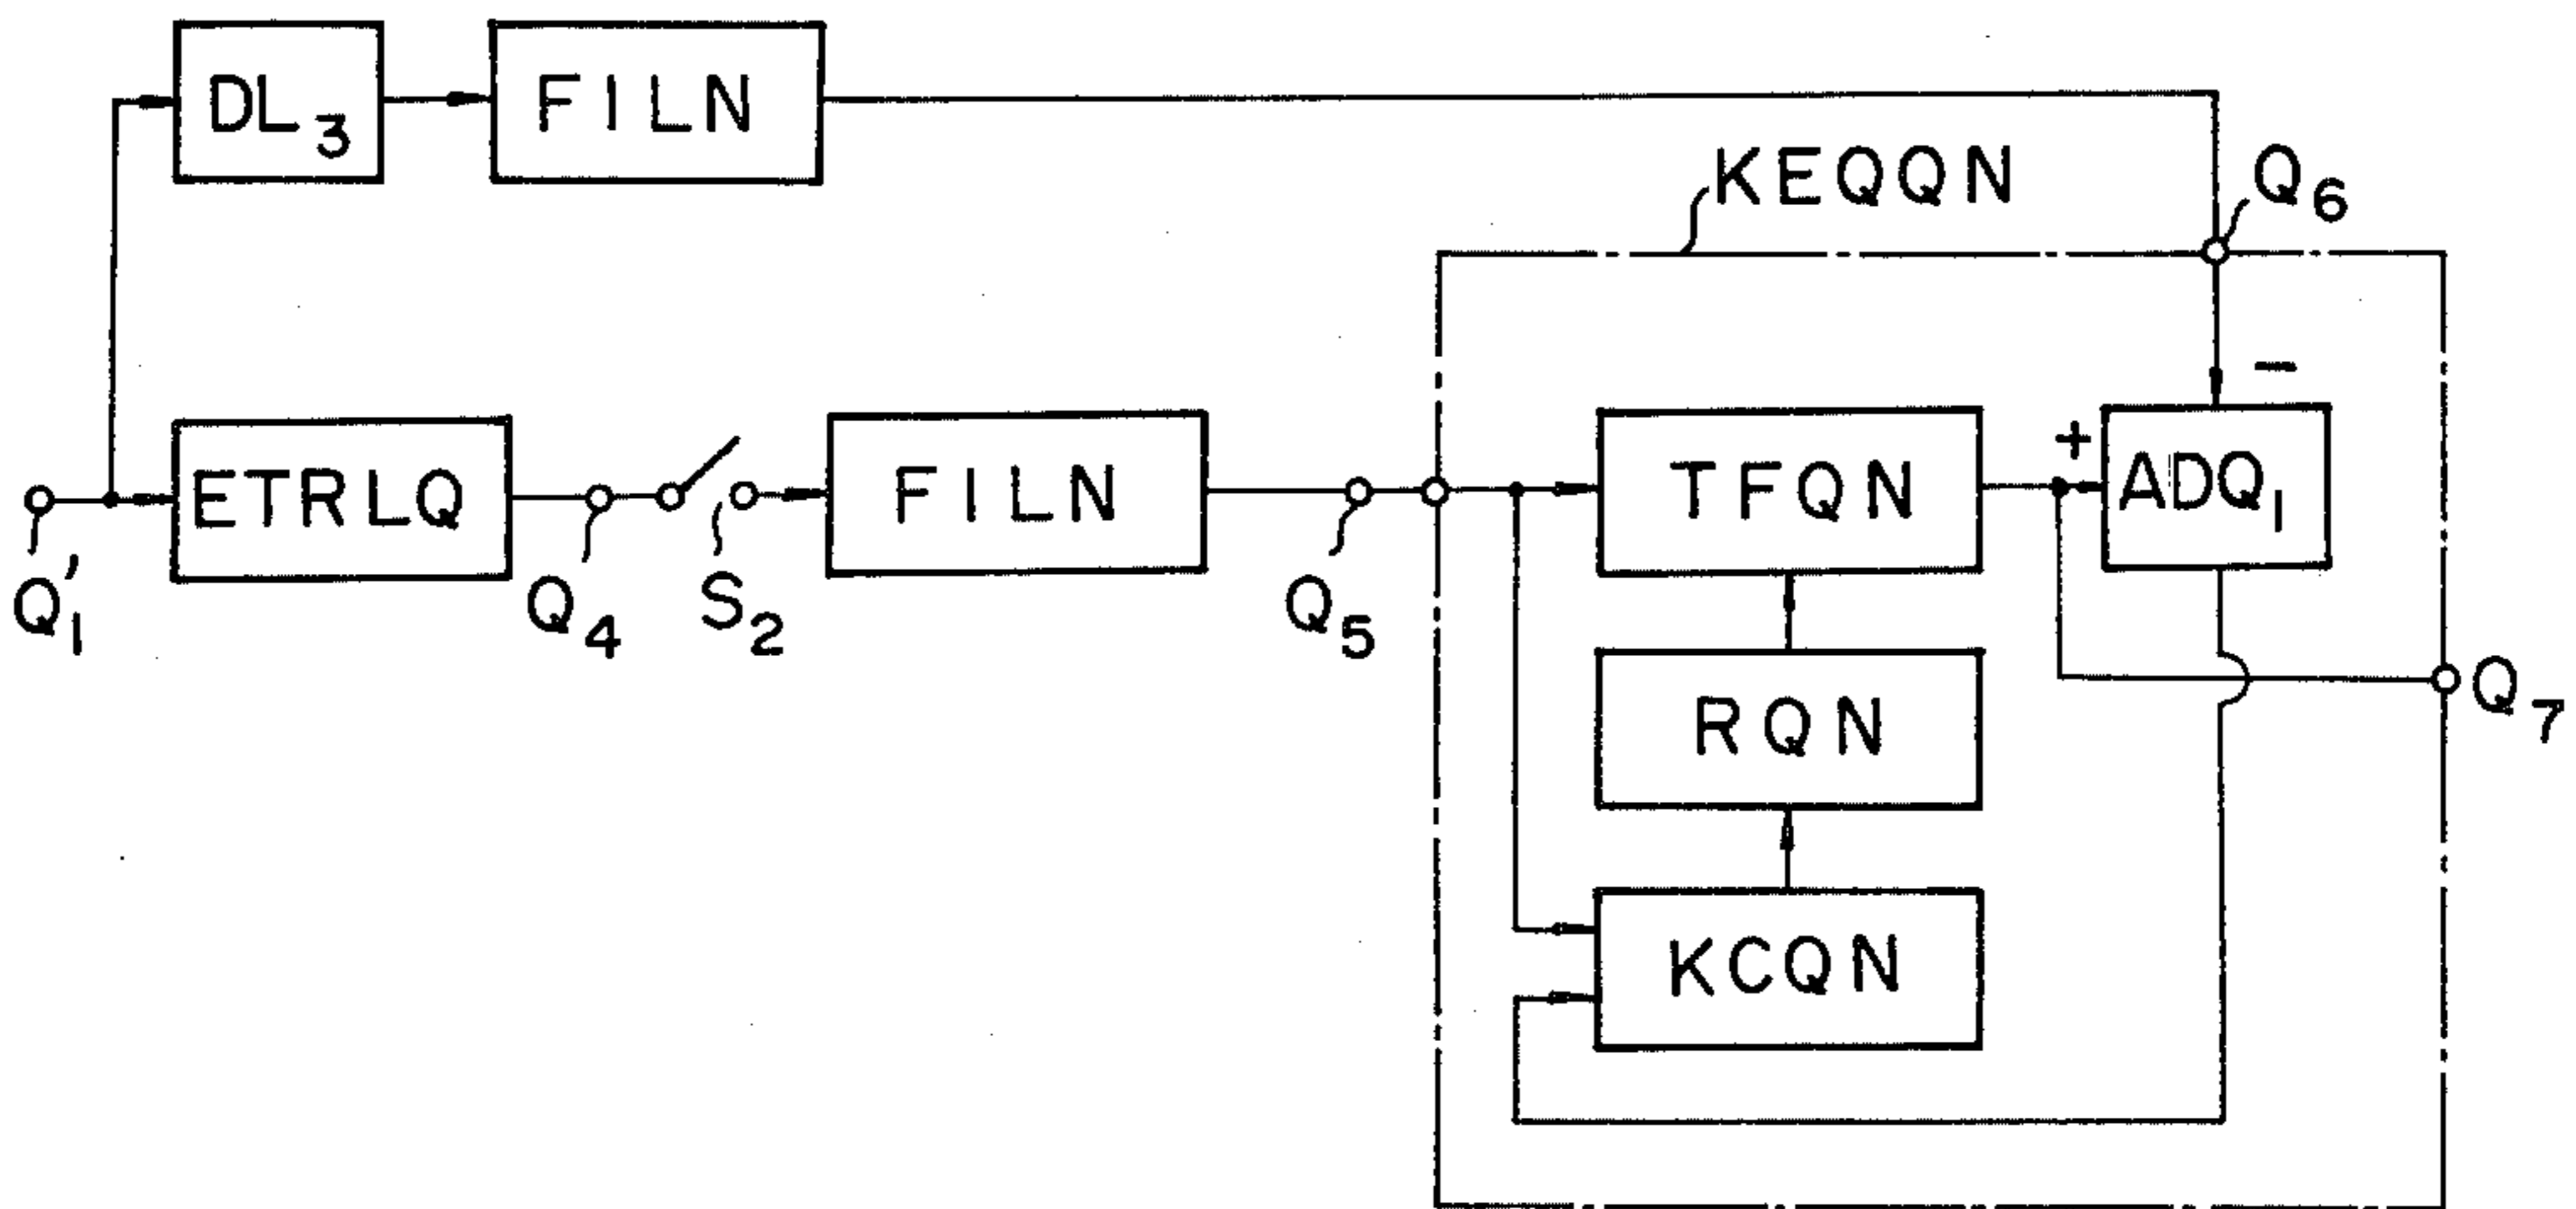 DL₃
FILN
KEQQN
Q₆
−
+
ETRLQ
FILN
TFQN
ADQ₁
Q'₁
Q₄
S₂
Q₅
RQN
Q₇
KCQN